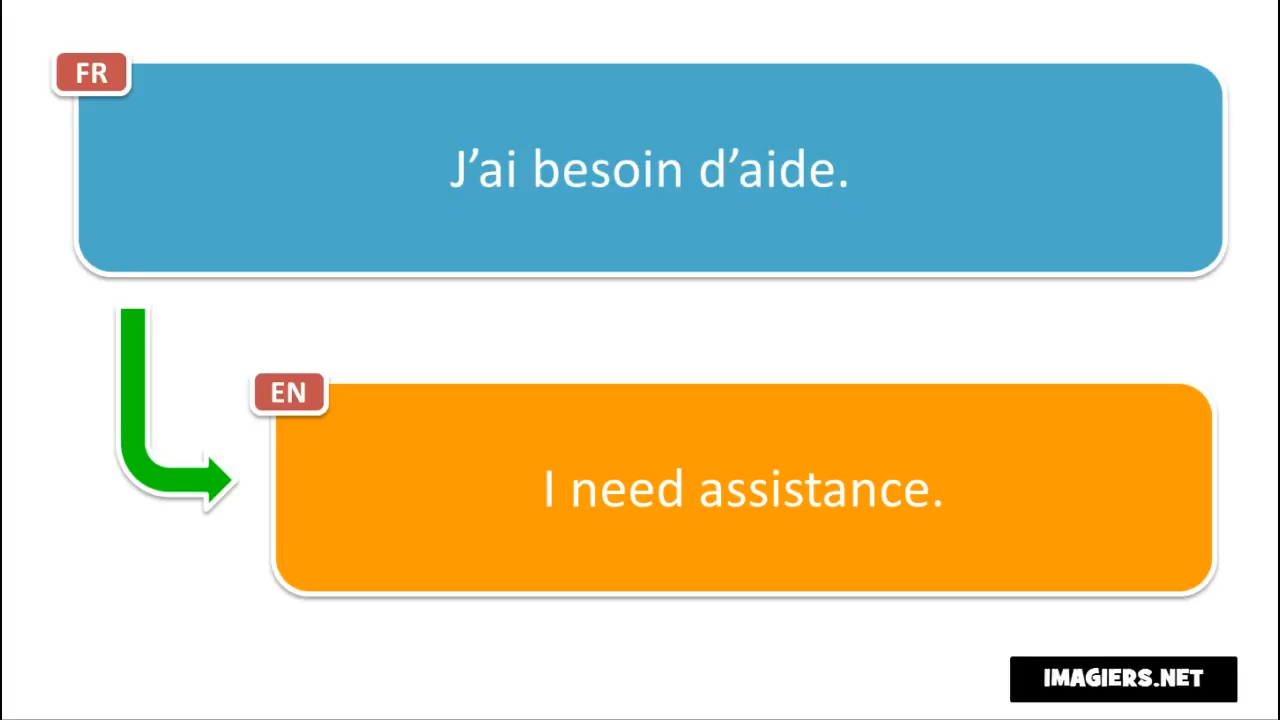 FR
J’ai besoin d’aide.
EN
I need assistance.
IMAGIERS.NET